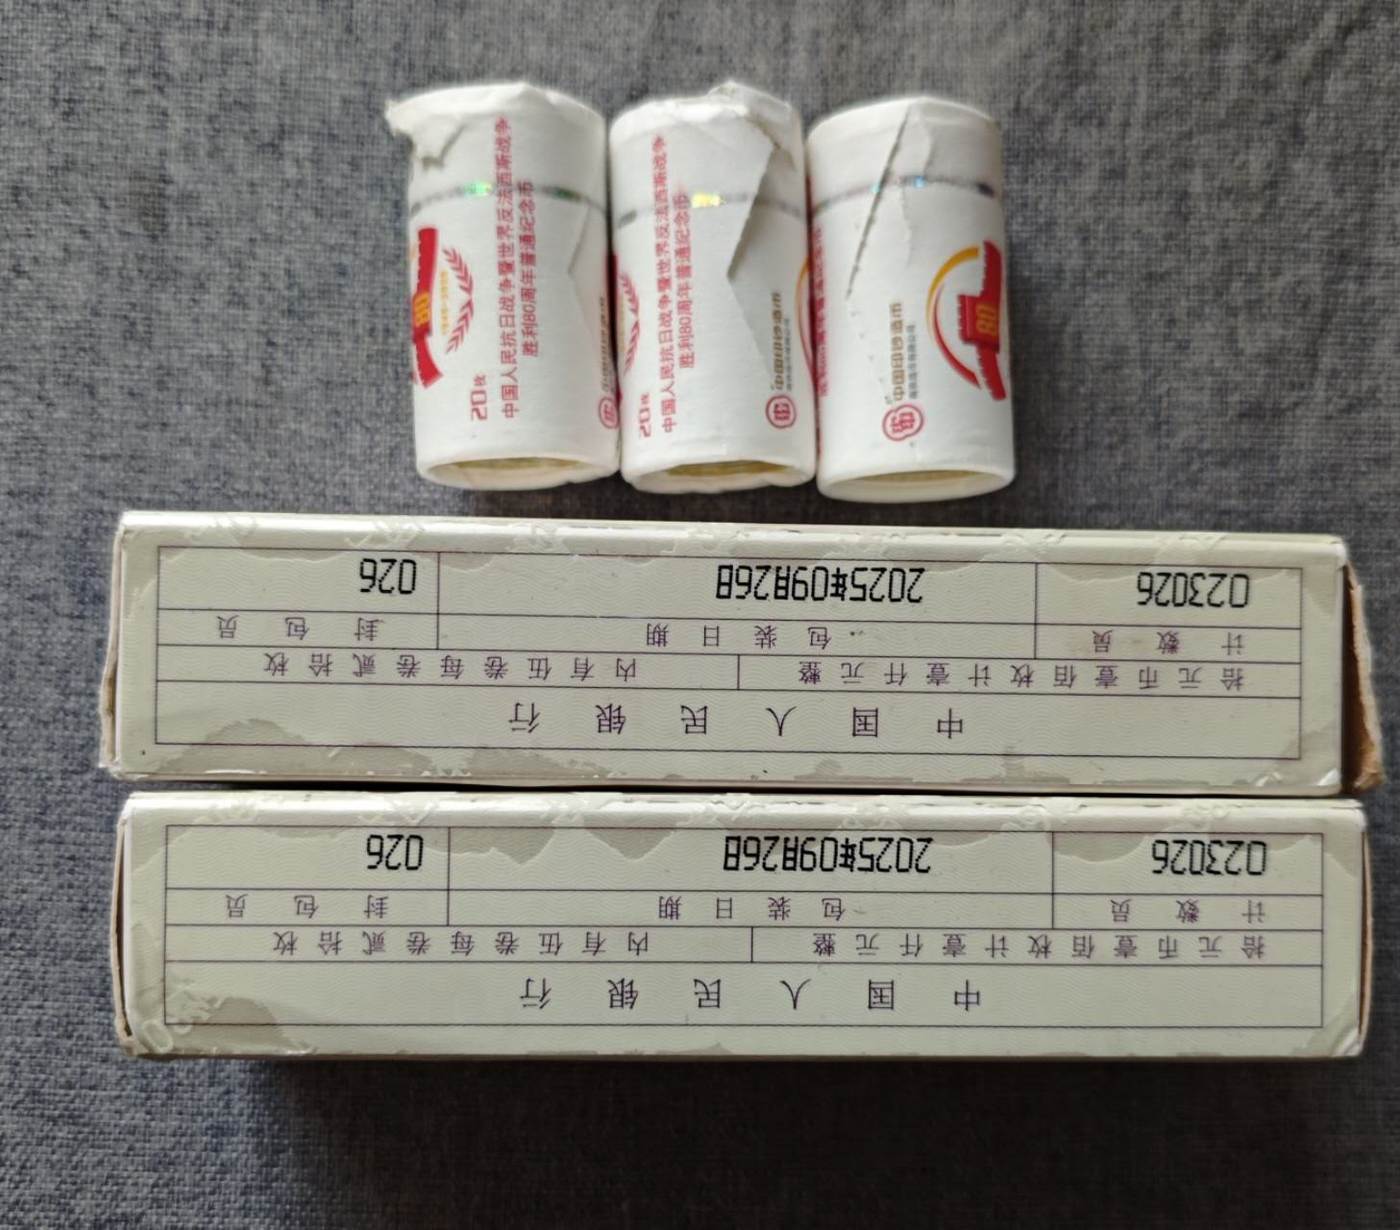 80
1945-2025
20枚
中国人民抗日战争暨世界反法西斯战争
胜利80周年普通纪念币
20枚
中国人民抗日战争暨世界反法西斯战争
胜利80周年普通纪念币
中国印钞造币
中国印钞造币
80
中国人民银行
拾元币壹佰枚计壹仟元整 内有伍卷每卷贰拾枚
计数员 包装日期 封包员
023026 2025年09月26日 026
中国人民银行
拾元币壹佰枚计壹仟元整 内有伍卷每卷贰拾枚
计数员 包装日期 封包员
023026 2025年09月26日 026